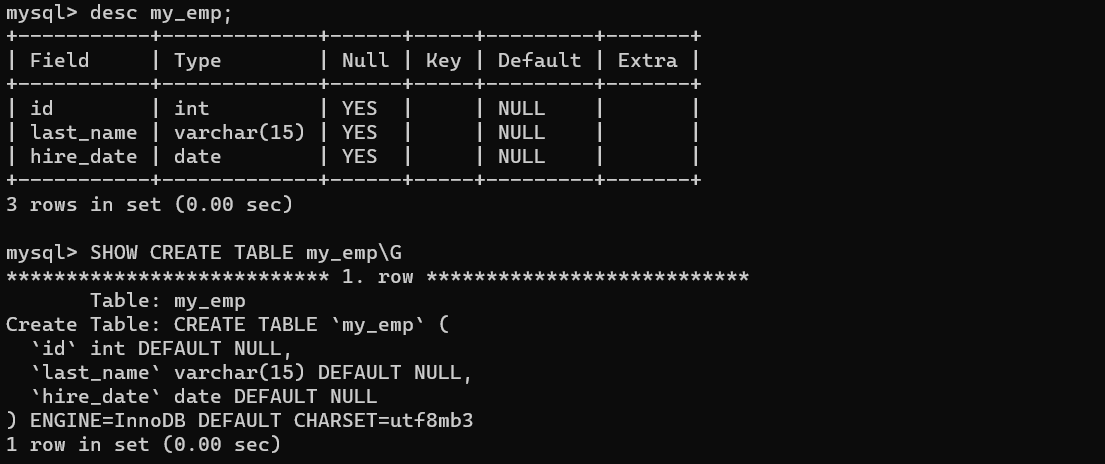 mysql> desc my_emp;
+-----------+-------------+------+-----+---------+-------+
| Field     | Type        | Null | Key | Default | Extra |
+-----------+-------------+------+-----+---------+-------+
| id        | int         | YES  |     | NULL    |       |
| last_name | varchar(15) | YES  |     | NULL    |       |
| hire_date | date        | YES  |     | NULL    |       |
+-----------+-------------+------+-----+---------+-------+
3 rows in set (0.00 sec)
mysql> SHOW CREATE TABLE my_emp\G
*************************** 1. row ***************************
       Table: my_emp
Create Table: CREATE TABLE `my_emp` (
  `id` int DEFAULT NULL,
  `last_name` varchar(15) DEFAULT NULL,
  `hire_date` date DEFAULT NULL
) ENGINE=InnoDB DEFAULT CHARSET=utf8mb3
1 row in set (0.00 sec)